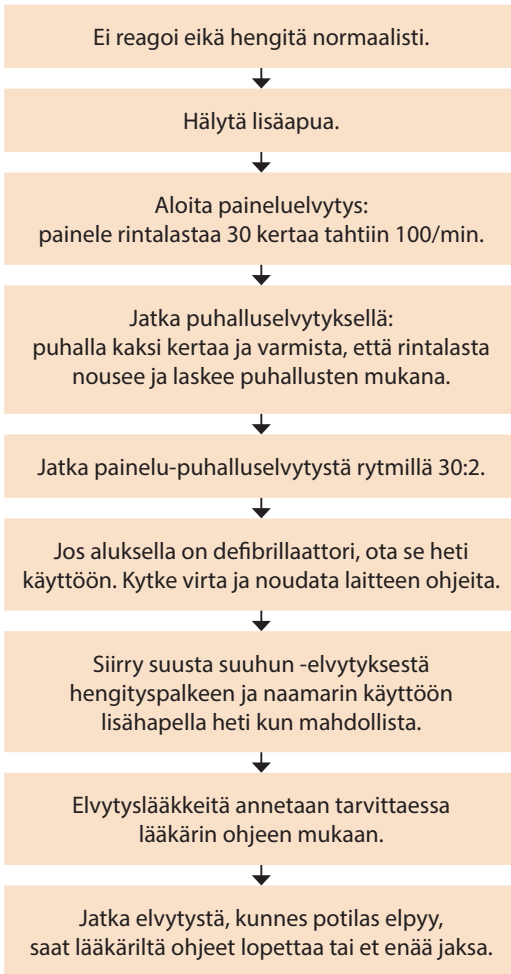 Ei reagoi eikä hengitä normaalisti.
Hälytä lisäapua.
Aloita paineluelvytys:
painele rintalastaa 30 kertaa tahtiin 100/min.
Jatka puhalluselvytyksellä:
puhalla kaksi kertaa ja varmista, että rintalasta
nousee ja laskee puhallusten mukana.
Jatka painelu-puhalluselvytystä rytmillä 30:2.
Jos aluksella on defibrillaattori, ota se heti
käyttöön. Kytke virta ja noudata laitteen ohjeita.
Siirry suusta suuhun -elvytyksestä
hengityspalkeen ja naamarin käyttöön
lisähapella heti kun mahdollista.
Elvytyslääkkeitä annetaan tarvittaessa
lääkärin ohjeen mukaan.
Jatka elvytystä, kunnes potilas elpyy,
saat lääkäriltä ohjeet lopettaa tai et enää jaksa.